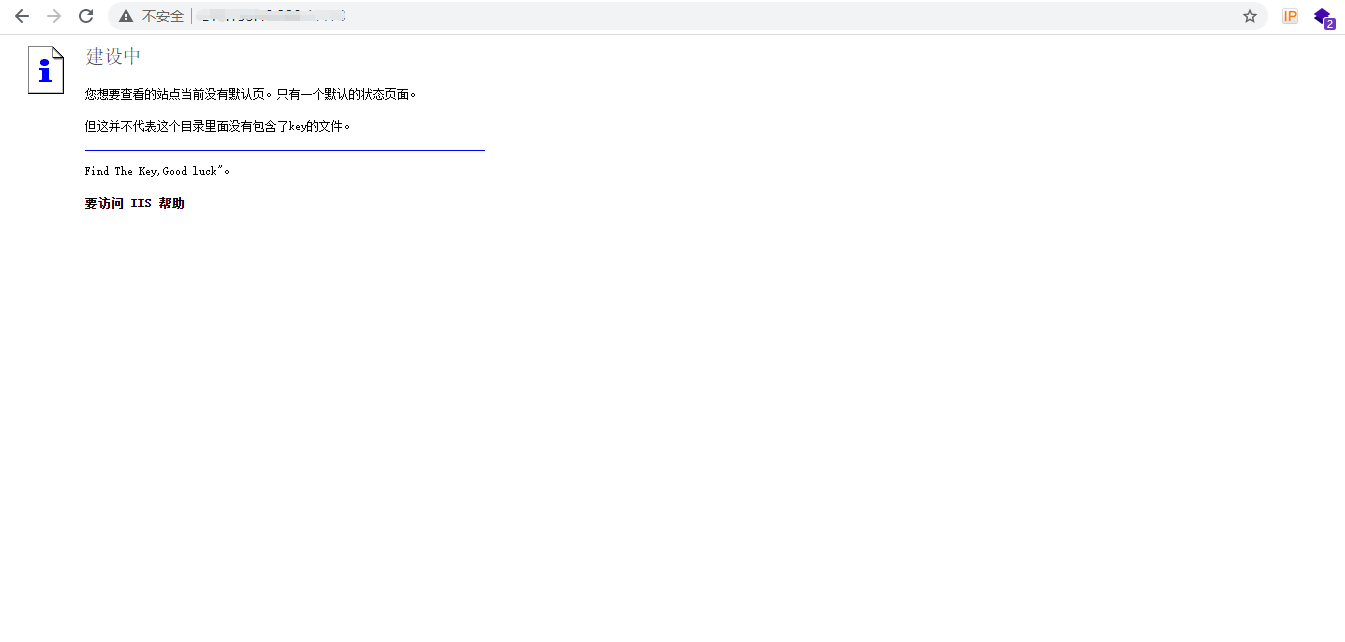 不安全
IP
2
建设中
您想要查看的站点当前没有默认页。只有一个默认的状态页面。
但这并不代表这个目录里面没有包含了key的文件。
Find The Key,Good luck"。
要访问 IIS 帮助